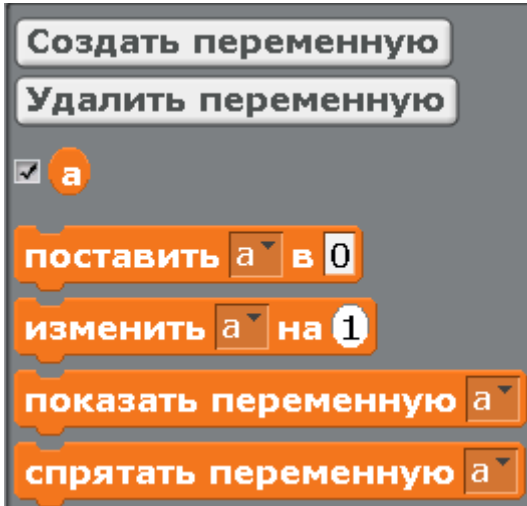 Создать переменную
Удалить переменную
a
поставить a в 0
изменить a на 1
показать переменную a
спрятать переменную a